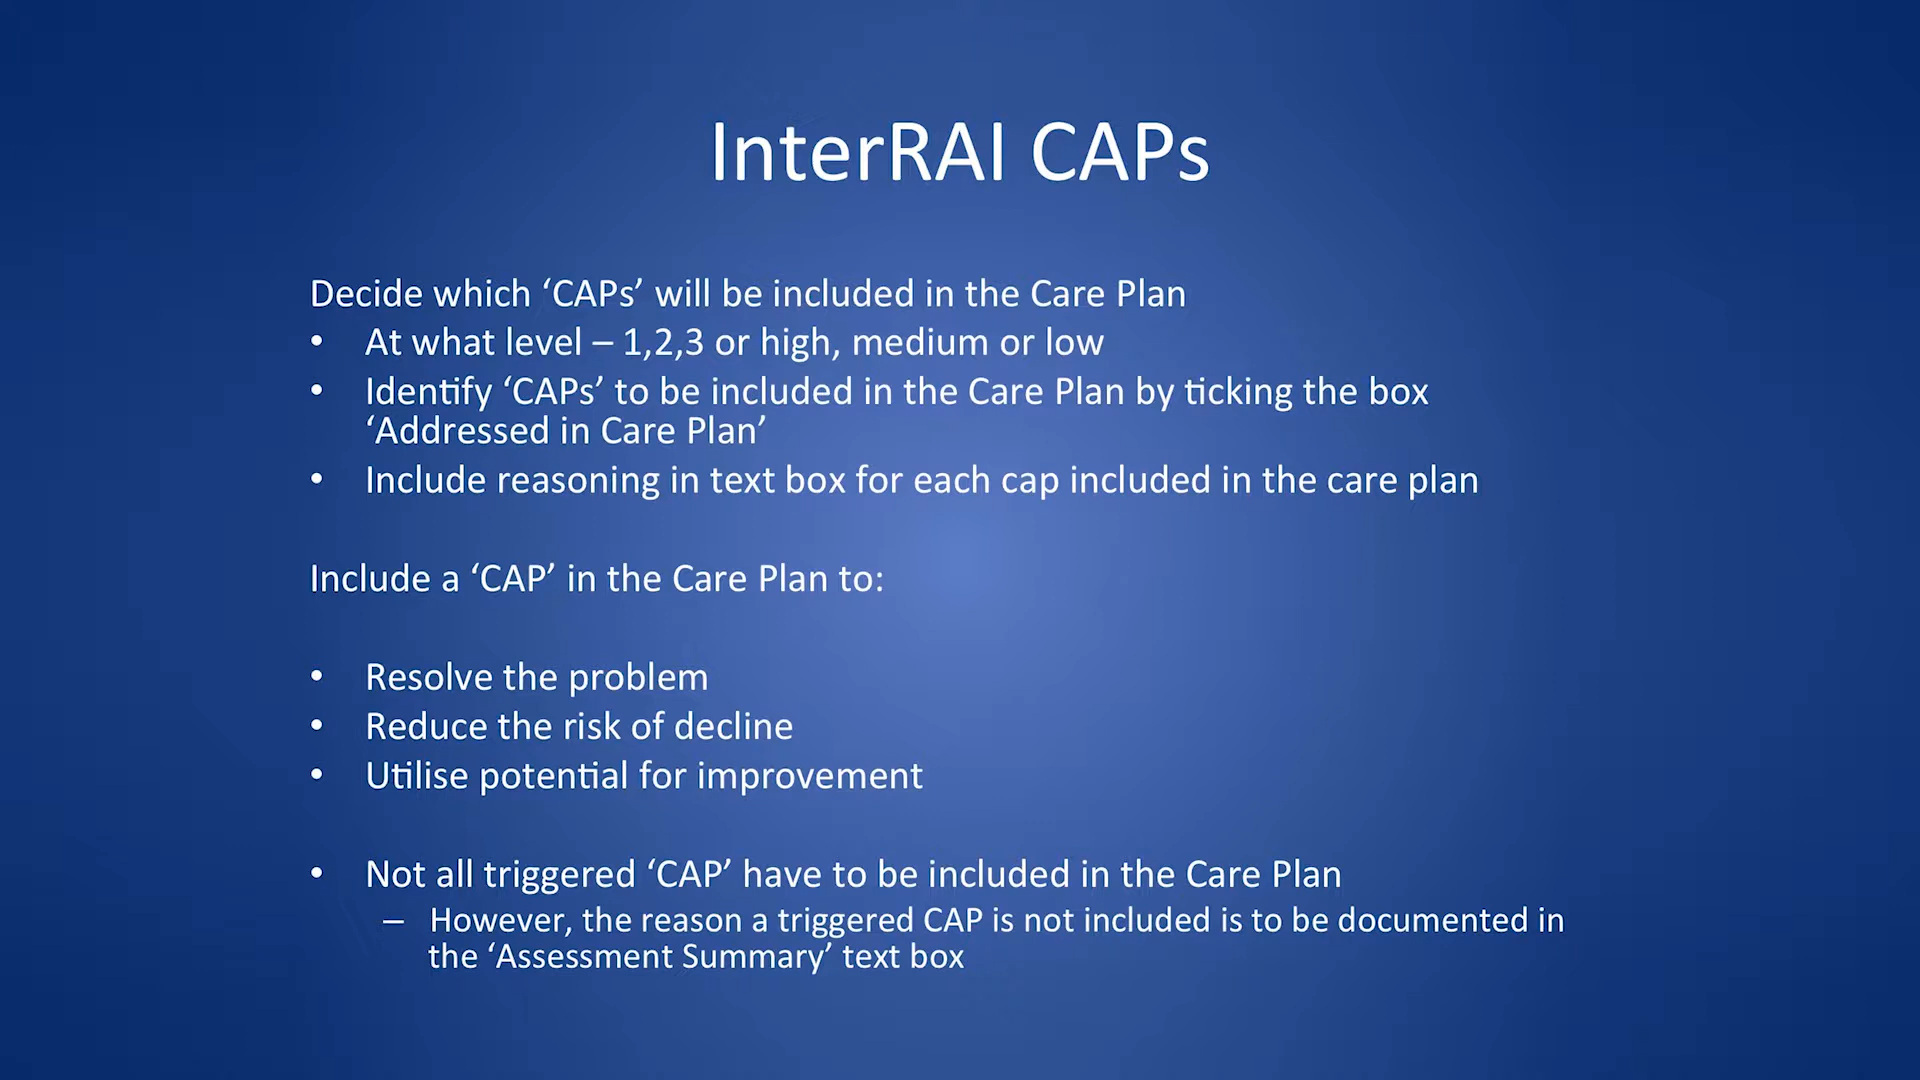 InterRAI CAPs
Decide which ‘CAPs’ will be included in the Care Plan
• At what level – 1,2,3 or high, medium or low
• Identify ‘CAPs’ to be included in the Care Plan by ticking the box
‘Addressed in Care Plan’
• Include reasoning in text box for each cap included in the care plan
Include a ‘CAP’ in the Care Plan to:
• Resolve the problem
• Reduce the risk of decline
• Utilise potential for improvement
• Not all triggered ‘CAP’ have to be included in the Care Plan
– However, the reason a triggered CAP is not included is to be documented in
the ‘Assessment Summary’ text box